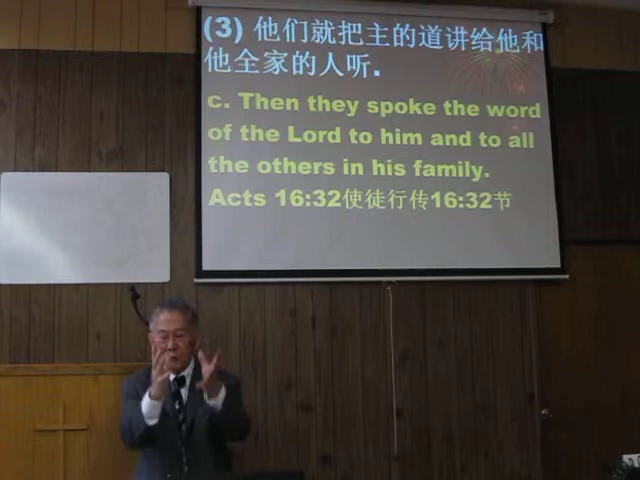 (3) 他们就把主的道讲给他和
他全家的人听.
c. Then they spoke the word
of the Lord to him and to all
the others in his family.
Acts 16:32使徒行传16:32节